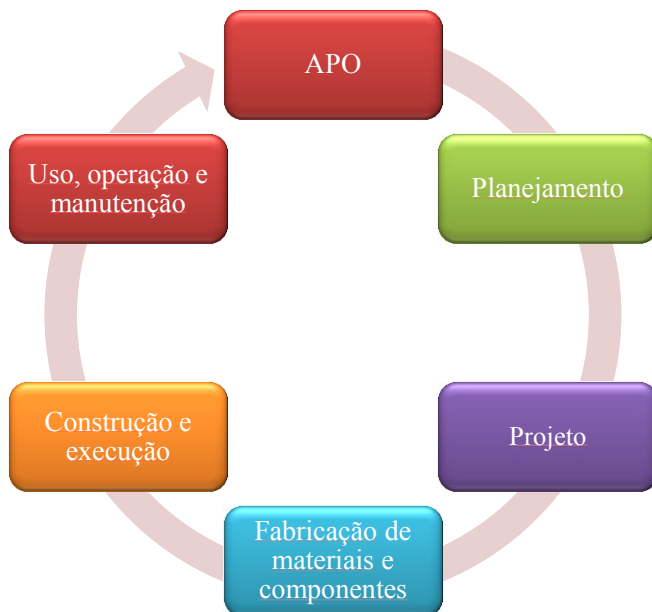 APO
Planejamento
Projeto
Fabricação de
materiais e
componentes
Construção e
execução
Uso, operação e
manutenção